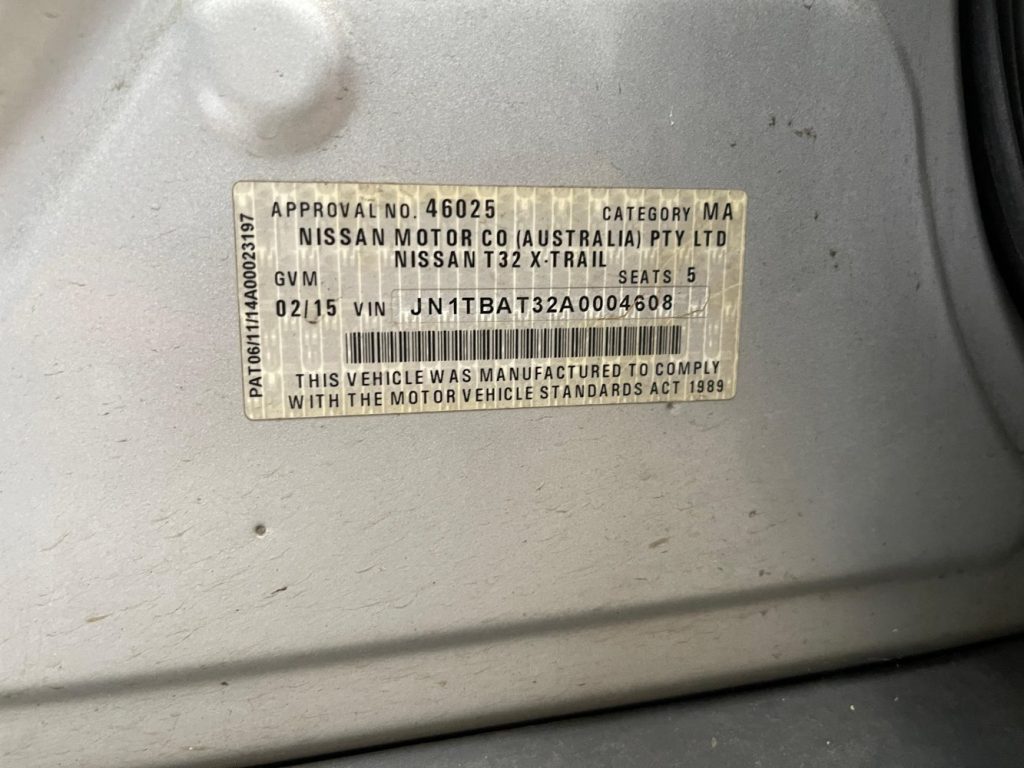 APPROVAL NO. 46025 CATEGORY MA
NISSAN MOTOR CO (AUSTRALIA) PTY LTD
NISSAN T32 X-TRAIL
GVM SEATS 5
02/15 VIN JN1TBAT32A0004608
THIS VEHICLE WAS MANUFACTURED TO COMPLY
WITH THE MOTOR VEHICLE STANDARDS ACT 1989
PAT06/11/14A00023197